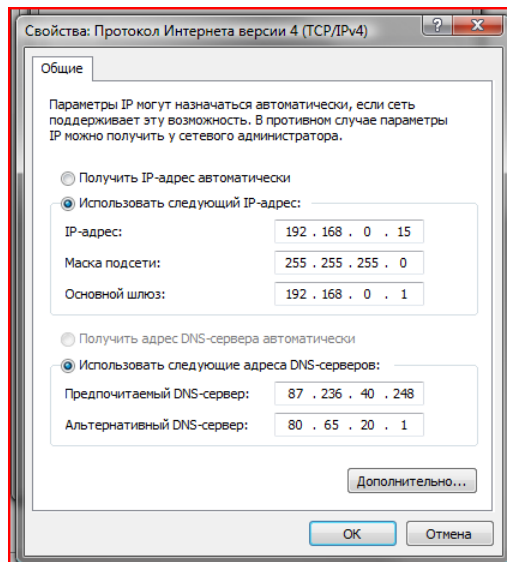 Свойства: Протокол Интернета версии 4 (TCP/IPv4)
Общие
Параметры IP могут назначаться автоматически, если сеть
поддерживает эту возможность. В противном случае параметры
IP можно получить у сетевого администратора.
Получить IP-адрес автоматически
Использовать следующий IP-адрес:
IP-адрес: 192 . 168 . 0 . 15
Маска подсети: 255 . 255 . 255 . 0
Основной шлюз: 192 . 168 . 0 . 1
Получить адрес DNS-сервера автоматически
Использовать следующие адреса DNS-серверов:
Предпочитаемый DNS-сервер: 87 . 236 . 40 . 248
Альтернативный DNS-сервер: 80 . 65 . 20 . 1
Дополнительно...
OK Отмена